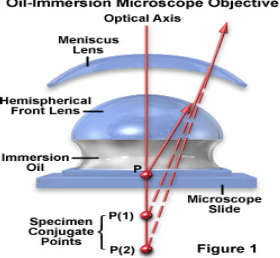 Oil-Immersion Microscope Objective
Optical Axis
Meniscus
Lens
Hemispherical
Front Lens
Immersion
Oil
P
Microscope
Slide
Specimen
Conjugate
Points
P(1)
P(2)
Figure 1